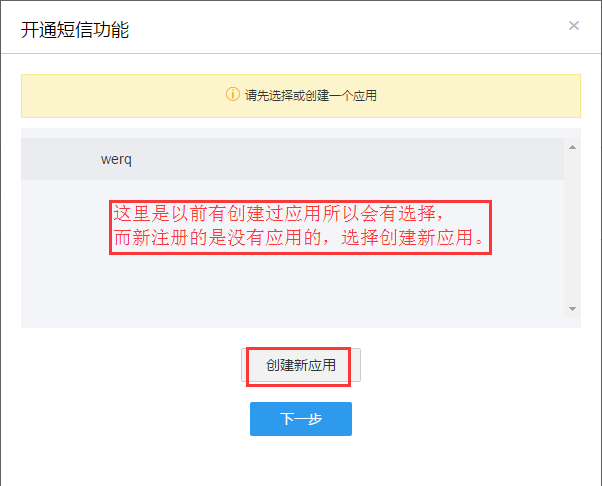 开通短信功能
请先选择或创建一个应用
werq
这里是以前有创建过应用所以会有选择，
而新注册的是没有应用的，选择创建新应用。
创建新应用
下一步